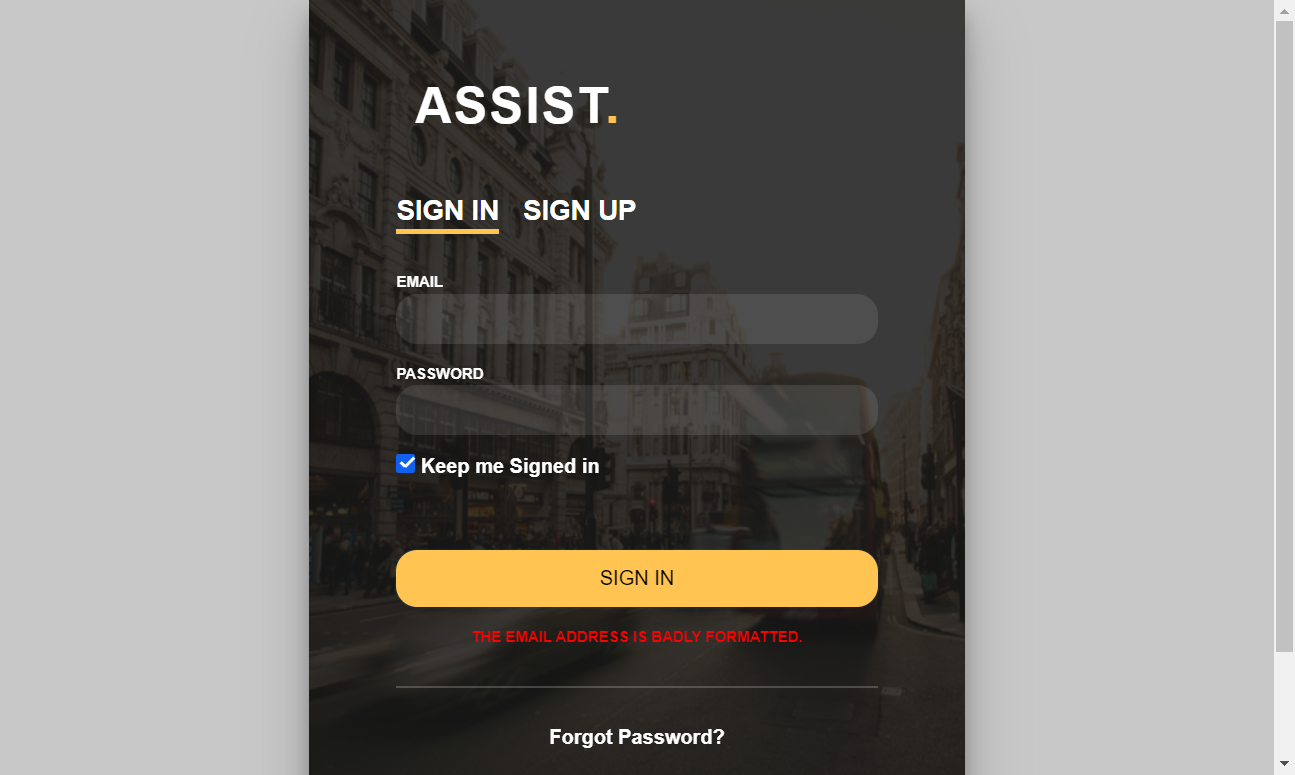 ASSIST.
SIGN IN SIGN UP
EMAIL
PASSWORD
Keep me Signed in
SIGN IN
THE EMAIL ADDRESS IS BADLY FORMATTED.
Forgot Password?